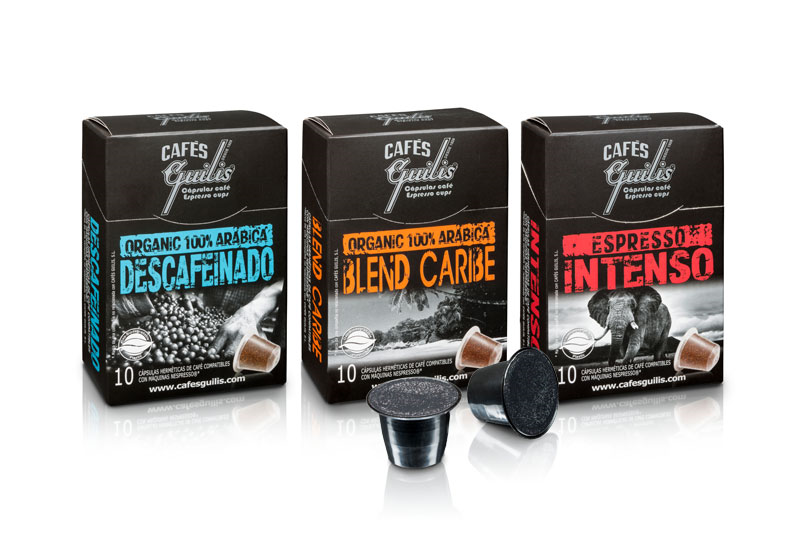 CAFÉS
Guilis
Cápsulas café
Espresso cups
ORGANIC 100% ARABICA
DESCAFEINADO
10 CÁPSULAS HERMÉTICAS DE CAFÉ COMPATIBLES
CON MÁQUINAS NESPRESSO®
www.cafesguilis.com
DESCAFEINADO
CAFÉS
Guilis
Cápsulas café
Espresso cups
ORGANIC 100% ARABICA
BLEND CARIBE
10 CÁPSULAS HERMÉTICAS DE CAFÉ COMPATIBLES
CON MÁQUINAS NESPRESSO®
www.cafesguilis.com
BLEND CARIBE
CAFÉS
Guilis
Cápsulas café
Espresso cups
ESPRESSO
INTENSO
10 CÁPSULAS HERMÉTICAS DE CAFÉ COMPATIBLES
CON MÁQUINAS NESPRESSO®
www.cafesguilis.com
INTENSO